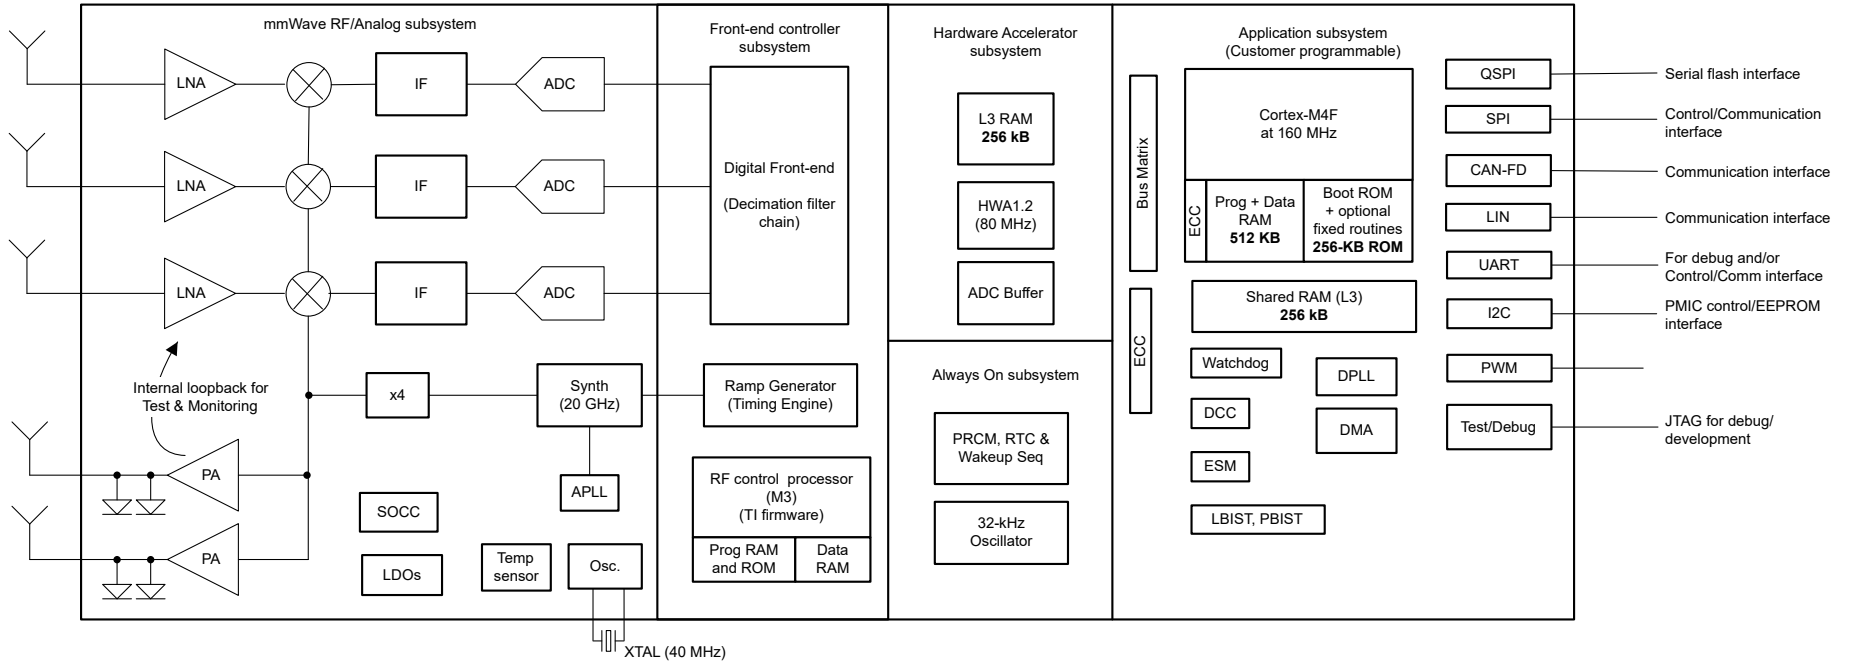 mmWave RF/Analog subsystem
LNA
IF
ADC
LNA
IF
ADC
LNA
IF
ADC
Internal loopback for
Test & Monitoring
x4
Synth
(20 GHz)
APLL
PA
PA
SOCC
LDOs
Temp
sensor
Osc.
XTAL (40 MHz)
Front-end controller
subsystem
Digital Front-end
(Decimation filter
chain)
Ramp Generator
(Timing Engine)
RF control processor
(M3)
(TI firmware)
Prog RAM
and ROM
Data
RAM
Hardware Accelerator
subsystem
L3 RAM
256 kB
HWA1.2
(80 MHz)
ADC Buffer
Always On subsystem
PRCM, RTC &
Wakeup Seq
32-kHz
Oscillator
Application subsystem
(Customer programmable)
Bus Matrix
ECC
Cortex-M4F
at 160 MHz
ECC
Prog + Data
RAM
512 KB
Boot ROM
+ optional
fixed routines
256-KB ROM
Shared RAM (L3)
256 kB
Watchdog
DPLL
DCC
DMA
ESM
LBIST, PBIST
QSPI
Serial flash interface
SPI
Control/Communication
interface
CAN-FD
Communication interface
LIN
Communication interface
UART
For debug and/or
Control/Comm interface
I2C
PMIC control/EEPROM
interface
PWM
Test/Debug
JTAG for debug/
development